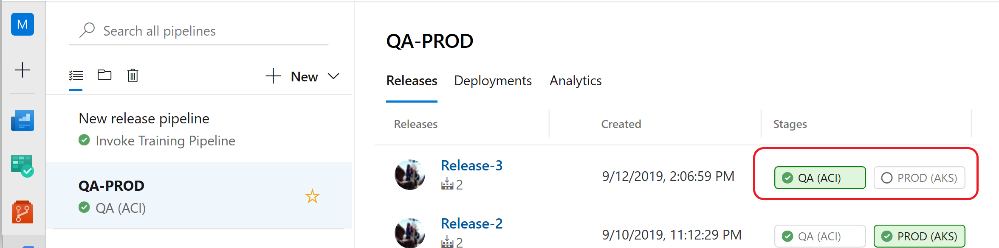 M
Search all pipelines
New
New release pipeline
Invoke Training Pipeline
QA-PROD
QA (ACI)
QA-PROD
Releases Deployments Analytics
Releases Created Stages
Release-3
2
9/12/2019, 2:06:59 PM
QA (ACI) PROD (AKS)
Release-2
2
9/10/2019, 11:12:29 PM
QA (ACI) PROD (AKS)